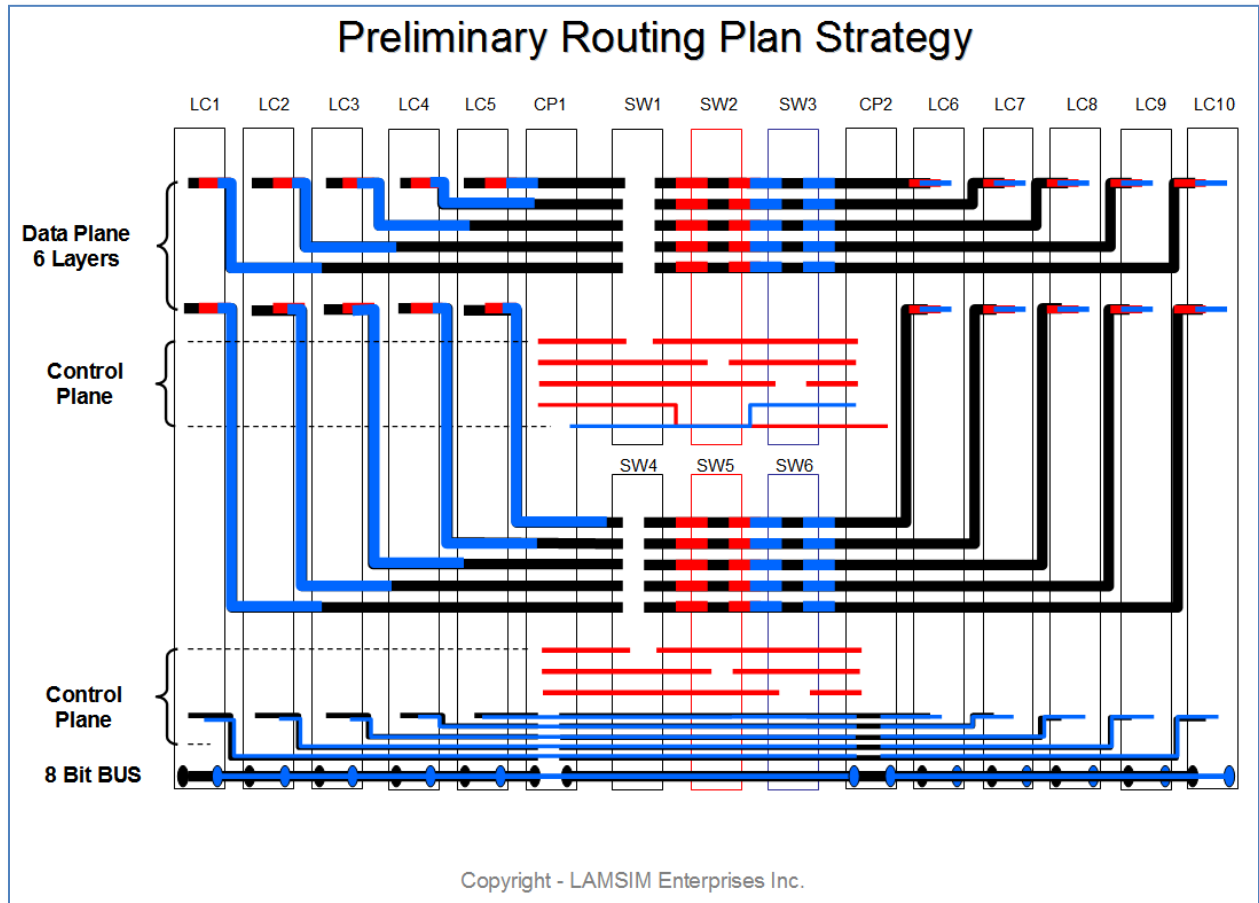 Preliminary Routing Plan Strategy
LC1 LC2 LC3 LC4 LC5 CP1 SW1 SW2 SW3 CP2 LC6 LC7 LC8 LC9 LC10
Data Plane
6 Layers
Control
Plane
SW4 SW5 SW6
Control
Plane
8 Bit BUS
Copyright - LAMSIM Enterprises Inc.